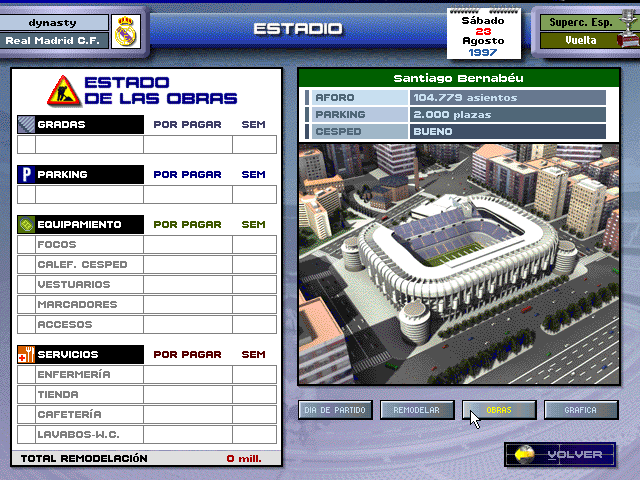 dynasty
Real Madrid C.F.
ESTADIO
Sábado
23
Agosto
1997
Superc. Esp.
Vuelta
ESTADO
DE LAS OBRAS
GRADAS POR PAGAR SEM
P PARKING POR PAGAR SEM
EQUIPAMIENTO POR PAGAR SEM
FOCOS
CALEF. CESPED
VESTUARIOS
MARCADORES
ACCESOS
SERVICIOS POR PAGAR SEM
ENFERMERÍA
TIENDA
CAFETERÍA
LAVABOS-W.C.
TOTAL REMODELACIÓN 0 mill.
Santiago Bernabéu
AFORO 104.779 asientos
PARKING 2.000 plazas
CESPED BUENO
DIA DE PARTIDO REMODELAR OBRAS GRAFICA
VOLVER